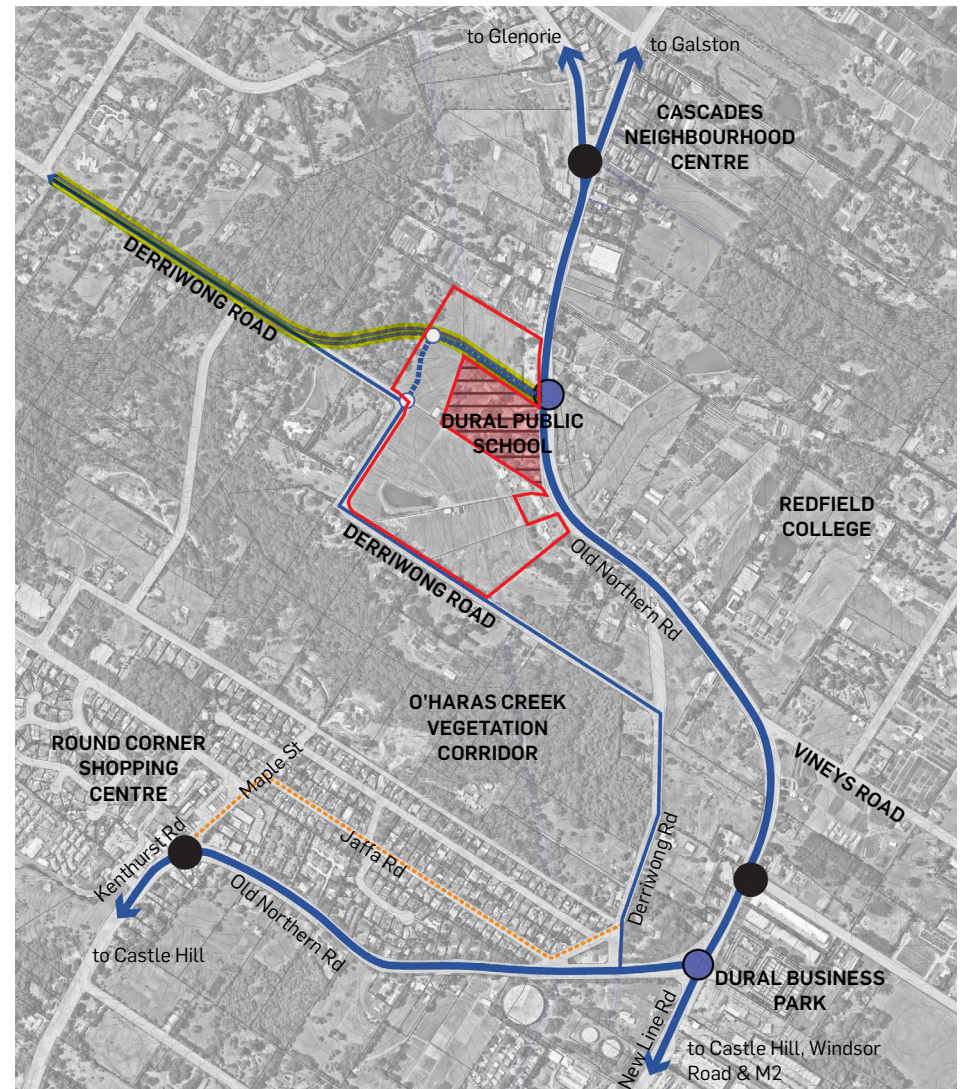 to Glenorie
to Galston
CASCADES
NEIGHBOURHOOD
CENTRE
DERRIWONG ROAD
DURAL PUBLIC
SCHOOL
REDFIELD
COLLEGE
DERRIWONG ROAD
Old Northern Rd
O'HARAS CREEK
VEGETATION
CORRIDOR
ROUND CORNER
SHOPPING
CENTRE
Maple St
VINEYS ROAD
Kenthurst Rd
Jaffa Rd
Derriwong Rd
Old Northern Rd
to Castle Hill
DURAL BUSINESS
PARK
New Line Rd
to Castle Hill, Windsor
Road & M2